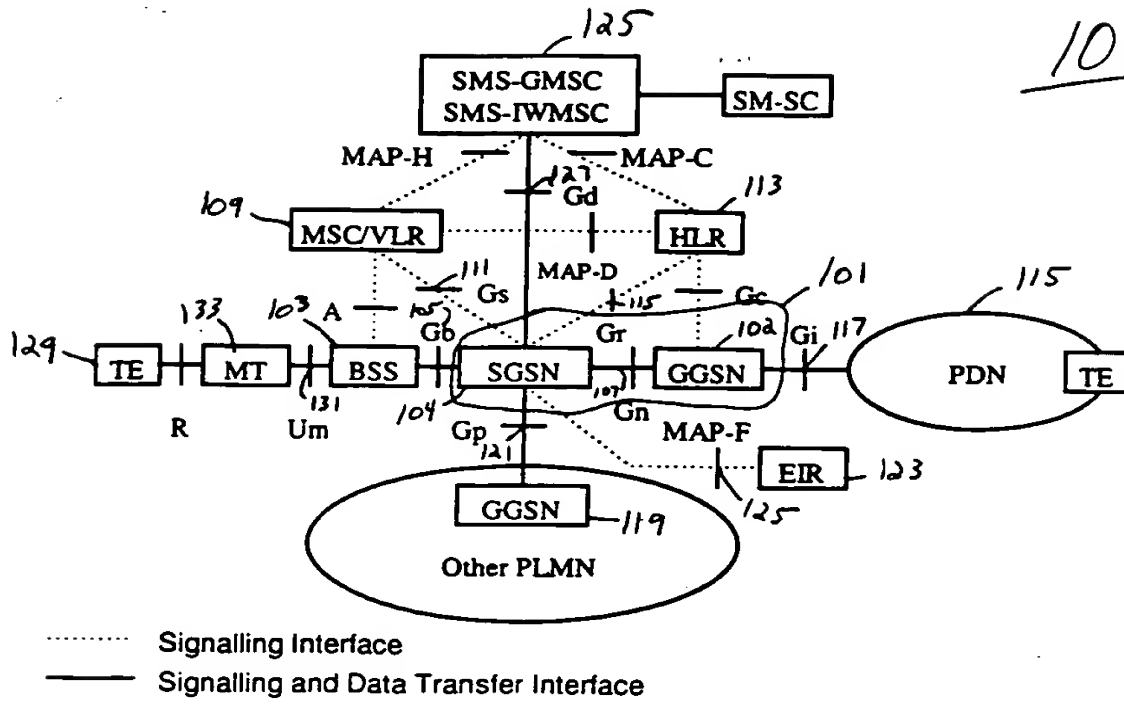 125
10
SMS-GMSC
SMS-IWMSC
SM-SC
MAP-H
MAP-C
127
Gd
113
109
MSC/VLR
HLR
MAP-D
101
115
111
Gs
115
Gc
133
103
A
105
Gb
Gr
102
Gi
117
129
TE
MT
BSS
SGSN
GGSN
PDN
TE
131
104
107
Gn
R
Um
Gp
121
MAP-F
EIR
123
125
GGSN
119
Other PLMN
Signalling Interface
Signalling and Data Transfer Interface